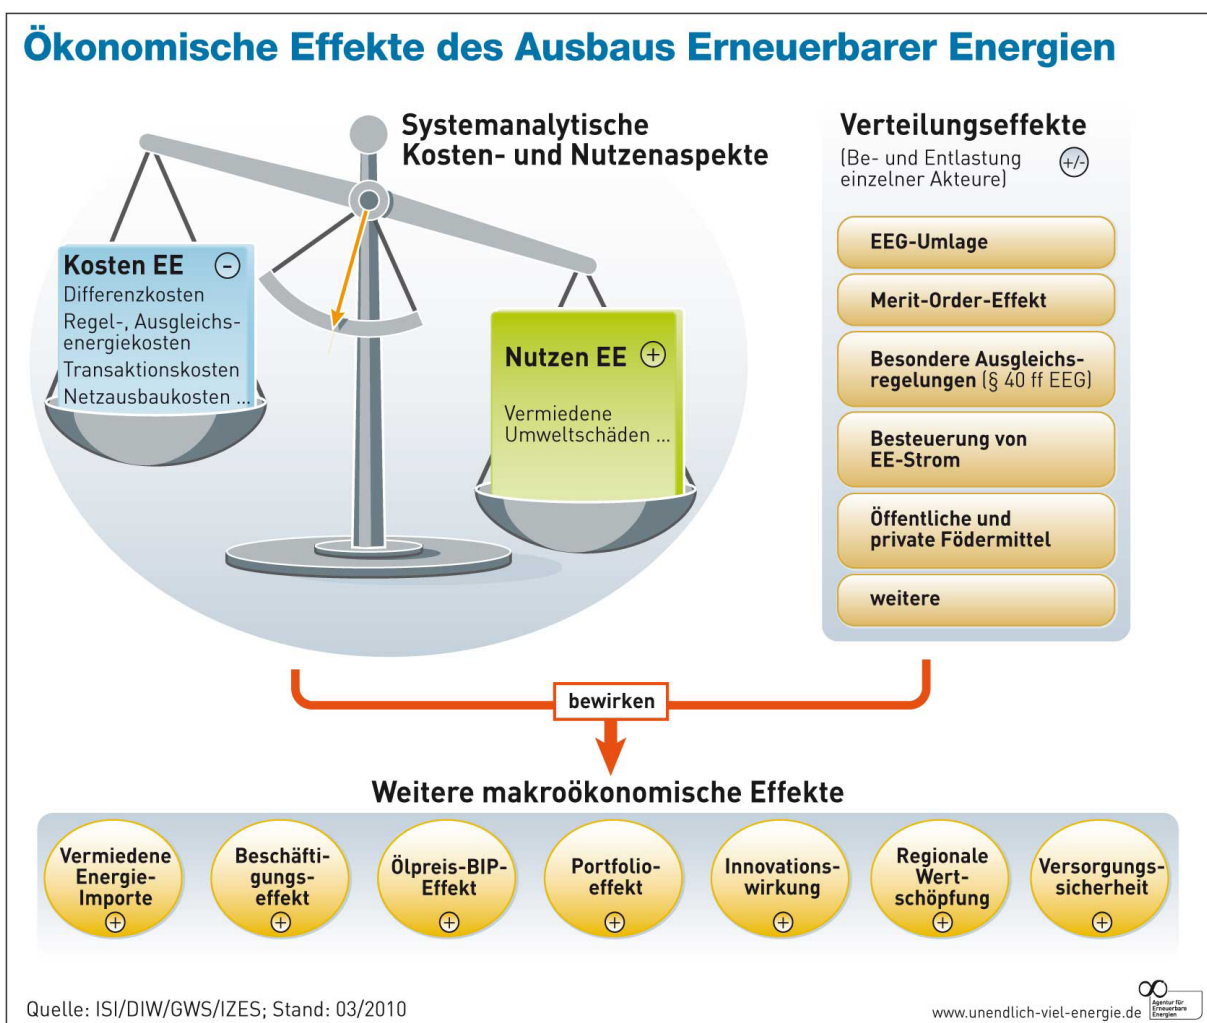 Ökonomische Effekte des Ausbaus Erneuerbarer Energien
Systemanalytische
Kosten- und Nutzenaspekte
Kosten EE -
Differenzkosten
Regel-, Ausgleichs-
energiekosten
Transaktionskosten
Netzausbaukosten ...
Nutzen EE +
Vermiedene
Umweltschäden ...
Verteilungseffekte
(Be- und Entlastung
einzelner Akteure) +/-
EEG-Umlage
Merit-Order-Effekt
Besondere Ausgleichs-
regelungen (§ 40 ff EEG)
Besteuerung von
EE-Strom
Öffentliche und
private Födermittel
weitere
bewirken
Weitere makroökonomische Effekte
Vermiedene
Energie-
Importe
+
Beschäfti-
gungs-
effekt
+
Ölpreis-BIP-
Effekt
+
Portfolio-
effekt
+
Innovations-
wirkung
+
Regionale
Wert-
schöpfung
+
Versorgungs-
sicherheit
+
Quelle: ISI/DIW/GWS/IZES; Stand: 03/2010
www.unendlich-viel-energie.de
Agentur für
Erneuerbare
Energien